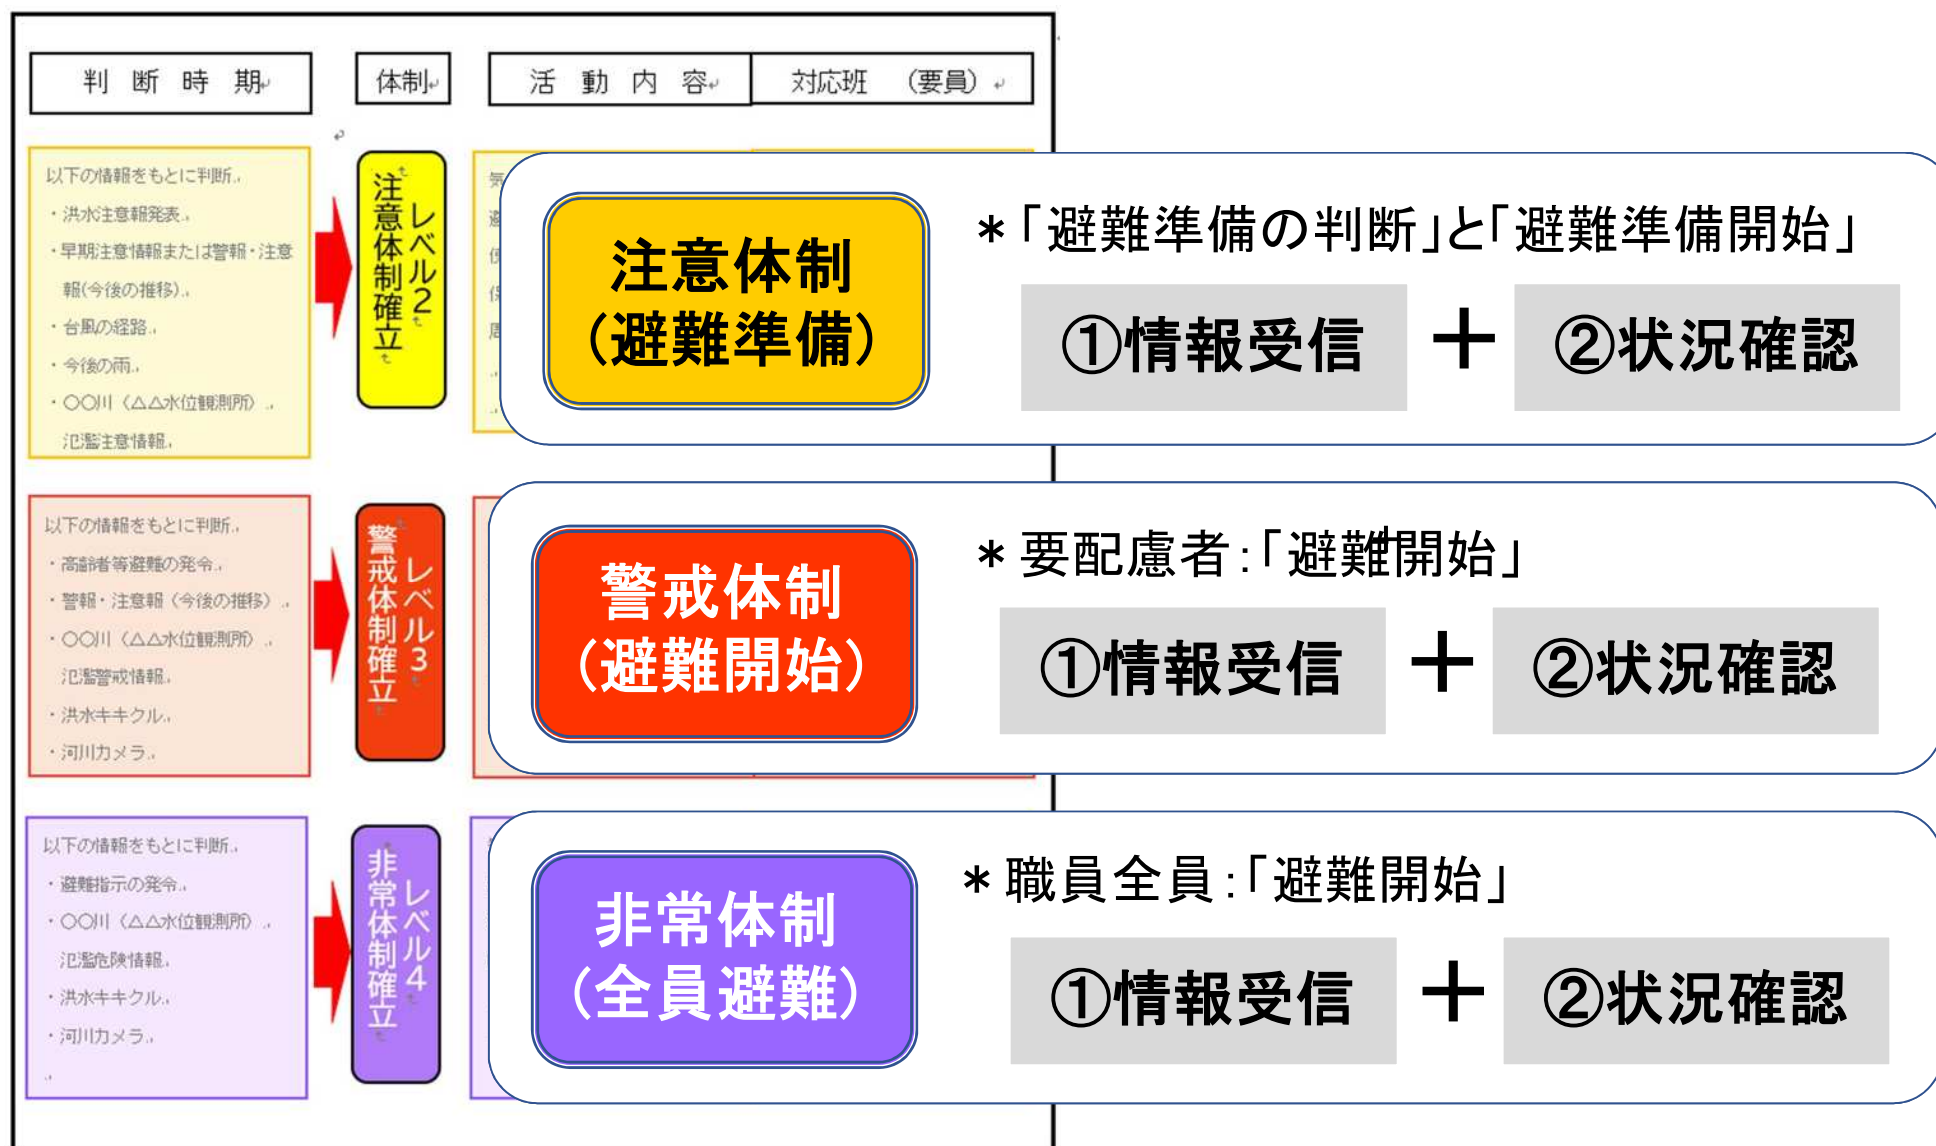 判断時期
体制
活動内容
対応班 (要員)
以下の情報をもとに判断
・洪水注意報発表
・早期注意情報または警報・注意
報(今後の推移)
・台風の経路
・今後の雨
・〇〇川（△△水位観測所）
氾濫注意情報
レベル2
注意体制確立
注意体制
(避難準備)
＊「避難準備の判断」と「避難準備開始」
①情報受信 ＋ ②状況確認
以下の情報をもとに判断
・高齢者等避難の発令
・警報・注意報（今後の推移）
・〇〇川（△△水位観測所）
氾濫警戒情報
・洪水キキクル
・河川カメラ
レベル3
警戒体制確立
警戒体制
(避難開始)
＊要配慮者：「避難開始」
①情報受信 ＋ ②状況確認
以下の情報をもとに判断
・避難指示の発令
・〇〇川（△△水位観測所）
氾濫危険情報
・洪水キキクル
・河川カメラ
レベル4
非常体制確立
非常体制
(全員避難)
＊職員全員：「避難開始」
①情報受信 ＋ ②状況確認